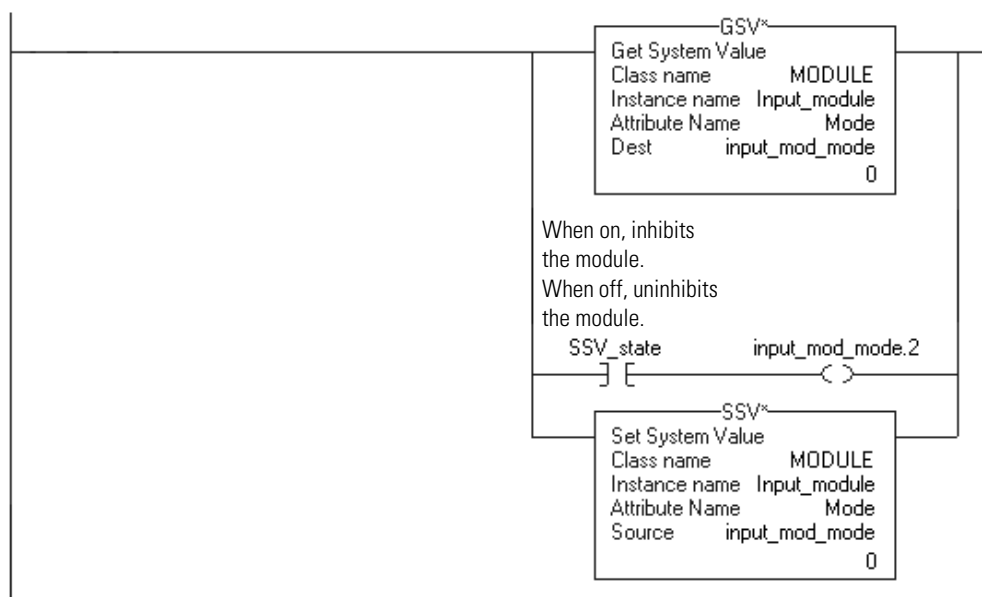 GSV*
Get System Value
Class name MODULE
Instance name Input_module
Attribute Name Mode
Dest input_mod_mode
0
When on, inhibits
the module.
When off, uninhibits
the module.
SSV_state input_mod_mode.2
SSV*
Set System Value
Class name MODULE
Instance name Input_module
Attribute Name Mode
Source input_mod_mode
0